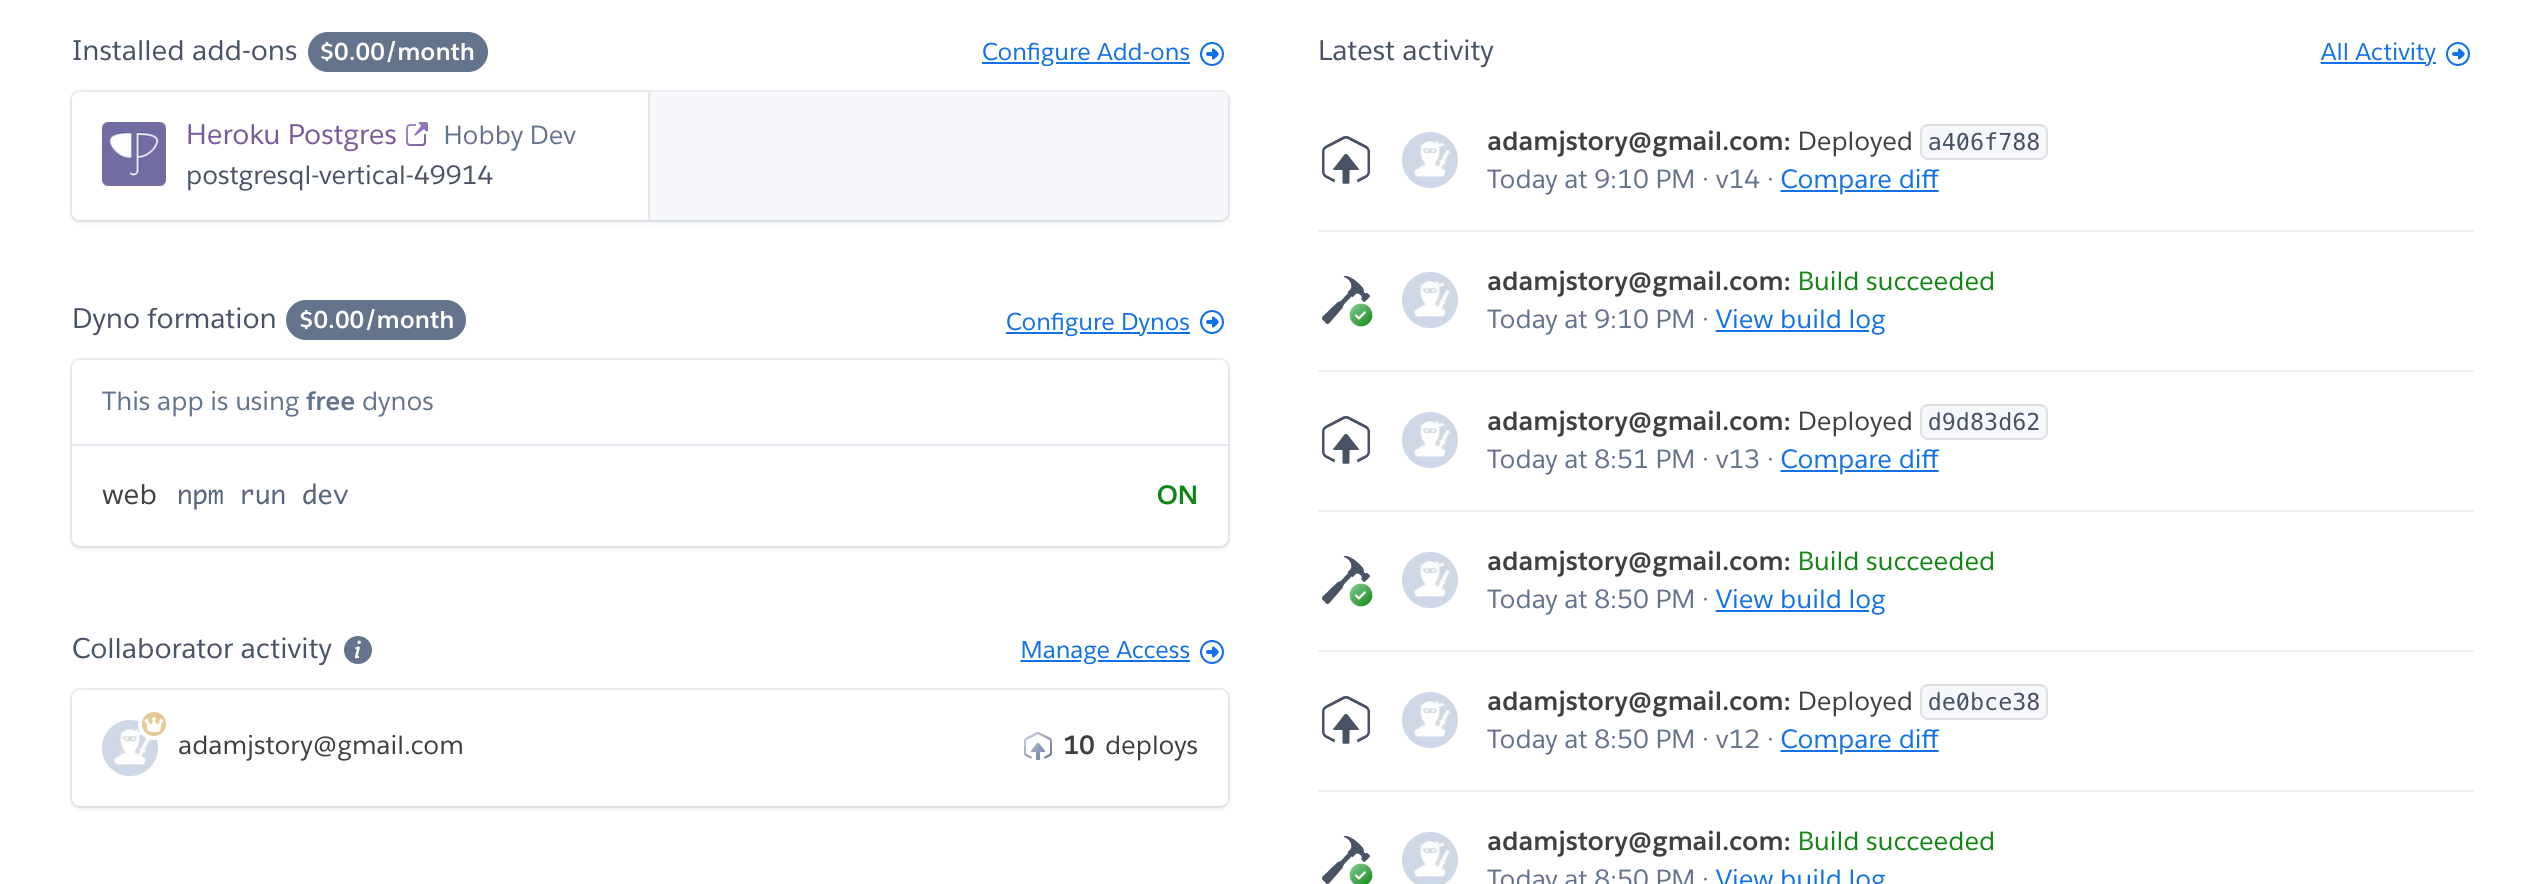 Installed add-ons $0.00/month
Configure Add-ons
Heroku Postgres Hobby Dev
postgresql-vertical-49914
Dyno formation $0.00/month
Configure Dynos
This app is using free dynos
web npm run dev ON
Collaborator activity
Manage Access
adamjstory@gmail.com 10 deploys
Latest activity
All Activity
adamjstory@gmail.com: Deployed a406f788
Today at 9:10 PM · v14 · Compare diff
adamjstory@gmail.com: Build succeeded
Today at 9:10 PM · View build log
adamjstory@gmail.com: Deployed d9d83d62
Today at 8:51 PM · v13 · Compare diff
adamjstory@gmail.com: Build succeeded
Today at 8:50 PM · View build log
adamjstory@gmail.com: Deployed de0bce38
Today at 8:50 PM · v12 · Compare diff
adamjstory@gmail.com: Build succeeded
Today at 8:50 PM · View build log